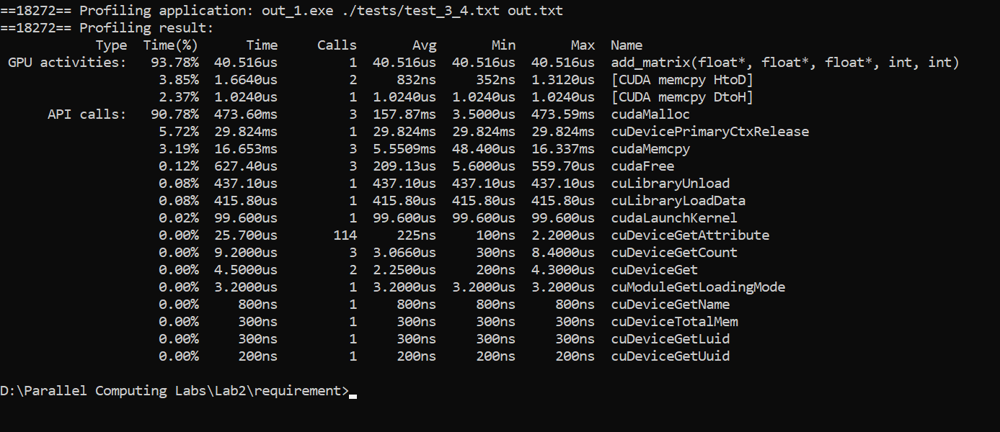 ==18272== Profiling application: out_1.exe ./tests/test_3_4.txt out.txt
==18272== Profiling result:
Type Time(%) Time Calls Avg Min Max Name
GPU activities: 93.78% 40.516us 1 40.516us 40.516us 40.516us add_matrix(float*, float*, float*, int, int)
3.85% 1.6640us 2 832ns 352ns 1.3120us [CUDA memcpy HtoD]
2.37% 1.0240us 1 1.0240us 1.0240us 1.0240us [CUDA memcpy DtoH]
API calls: 90.78% 473.60ms 3 157.87ms 3.5000us 473.59ms cudaMalloc
5.72% 29.824ms 1 29.824ms 29.824ms 29.824ms cuDevicePrimaryCtxRelease
3.19% 16.653ms 3 5.5509ms 48.400us 16.337ms cudaMemcpy
0.12% 627.40us 3 209.13us 5.6000us 559.70us cudaFree
0.08% 437.10us 1 437.10us 437.10us 437.10us cuLibraryUnload
0.08% 415.80us 1 415.80us 415.80us 415.80us cuLibraryLoadData
0.02% 99.600us 1 99.600us 99.600us 99.600us cudaLaunchKernel
0.00% 25.700us 114 225ns 100ns 2.2000us cuDeviceGetAttribute
0.00% 9.2000us 3 3.0660us 300ns 8.4000us cuDeviceGetCount
0.00% 4.5000us 2 2.2500us 200ns 4.3000us cuDeviceGet
0.00% 3.2000us 1 3.2000us 3.2000us 3.2000us cuModuleGetLoadingMode
0.00% 800ns 1 800ns 800ns 800ns cuDeviceGetName
0.00% 300ns 1 300ns 300ns 300ns cuDeviceTotalMem
0.00% 300ns 1 300ns 300ns 300ns cuDeviceGetLuid
0.00% 200ns 1 200ns 200ns 200ns cuDeviceGetUuid
D:\Parallel Computing Labs\Lab2\requirement>